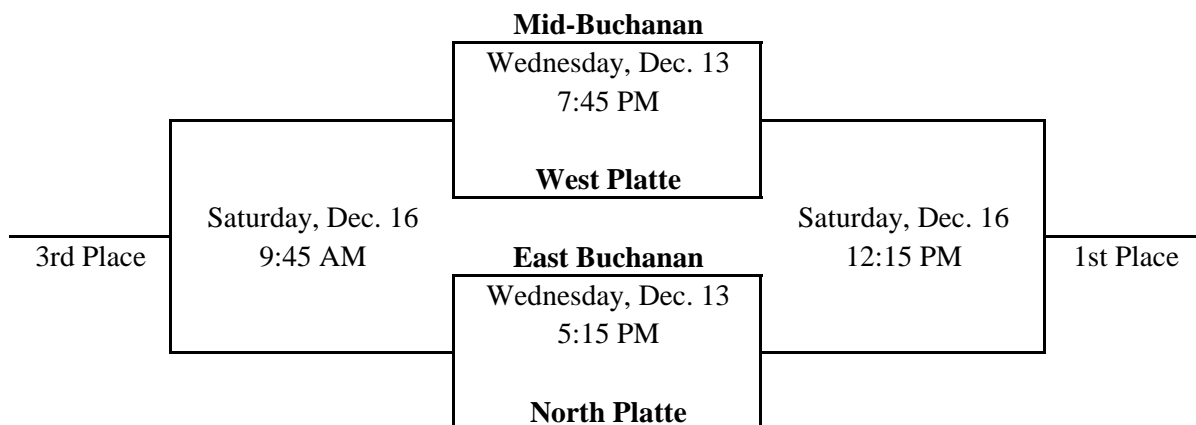 Mid-Buchanan
Wednesday, Dec. 13
7:45 PM
West Platte
Saturday, Dec. 16
9:45 AM
3rd Place
East Buchanan
Wednesday, Dec. 13
5:15 PM
North Platte
Saturday, Dec. 16
12:15 PM
1st Place